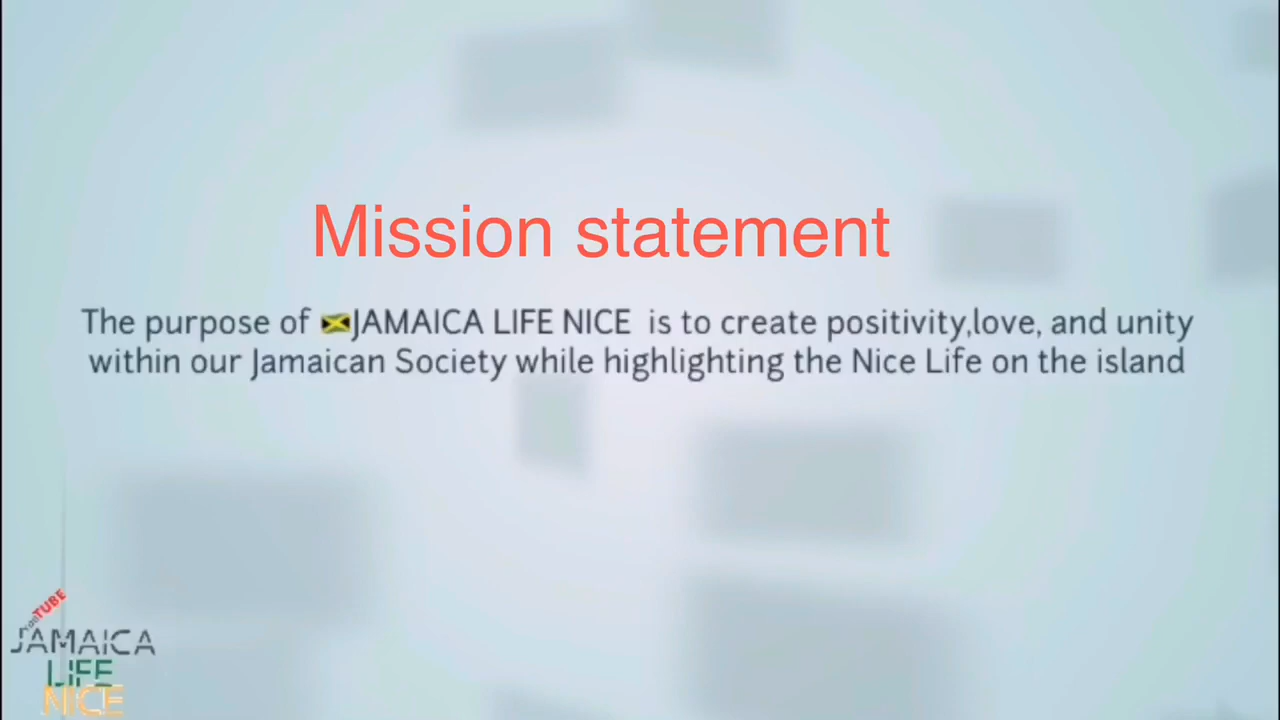 Mission statement
The purpose of 🇯🇲JAMAICA LIFE NICE is to create positivity,love, and unity
within our Jamaican Society while highlighting the Nice Life on the island
YouTUBE
JAMAICA
LIFE
NICE